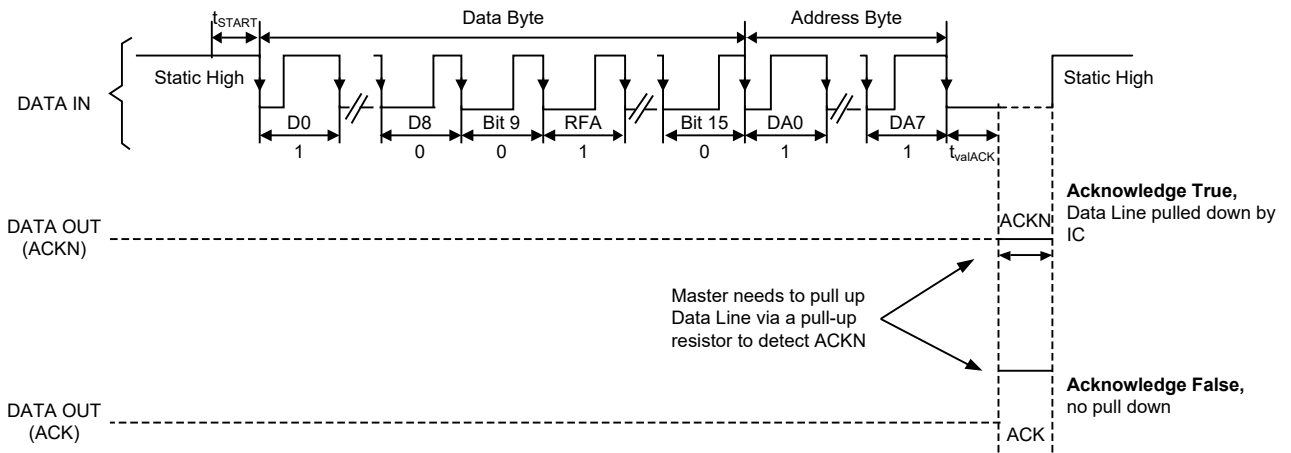 tSTART
Data Byte
Address Byte
Static High
Static High
DATA IN
D0
D8
Bit 9
RFA
Bit 15
DA0
DA7
tvalACK
1
0
0
1
0
1
1
Acknowledge True,
Data Line pulled down by
IC
ACKN
DATA OUT
(ACKN)
Master needs to pull up
Data Line via a pull-up
resistor to detect ACKN
Acknowledge False,
no pull down
DATA OUT
(ACK)
ACK